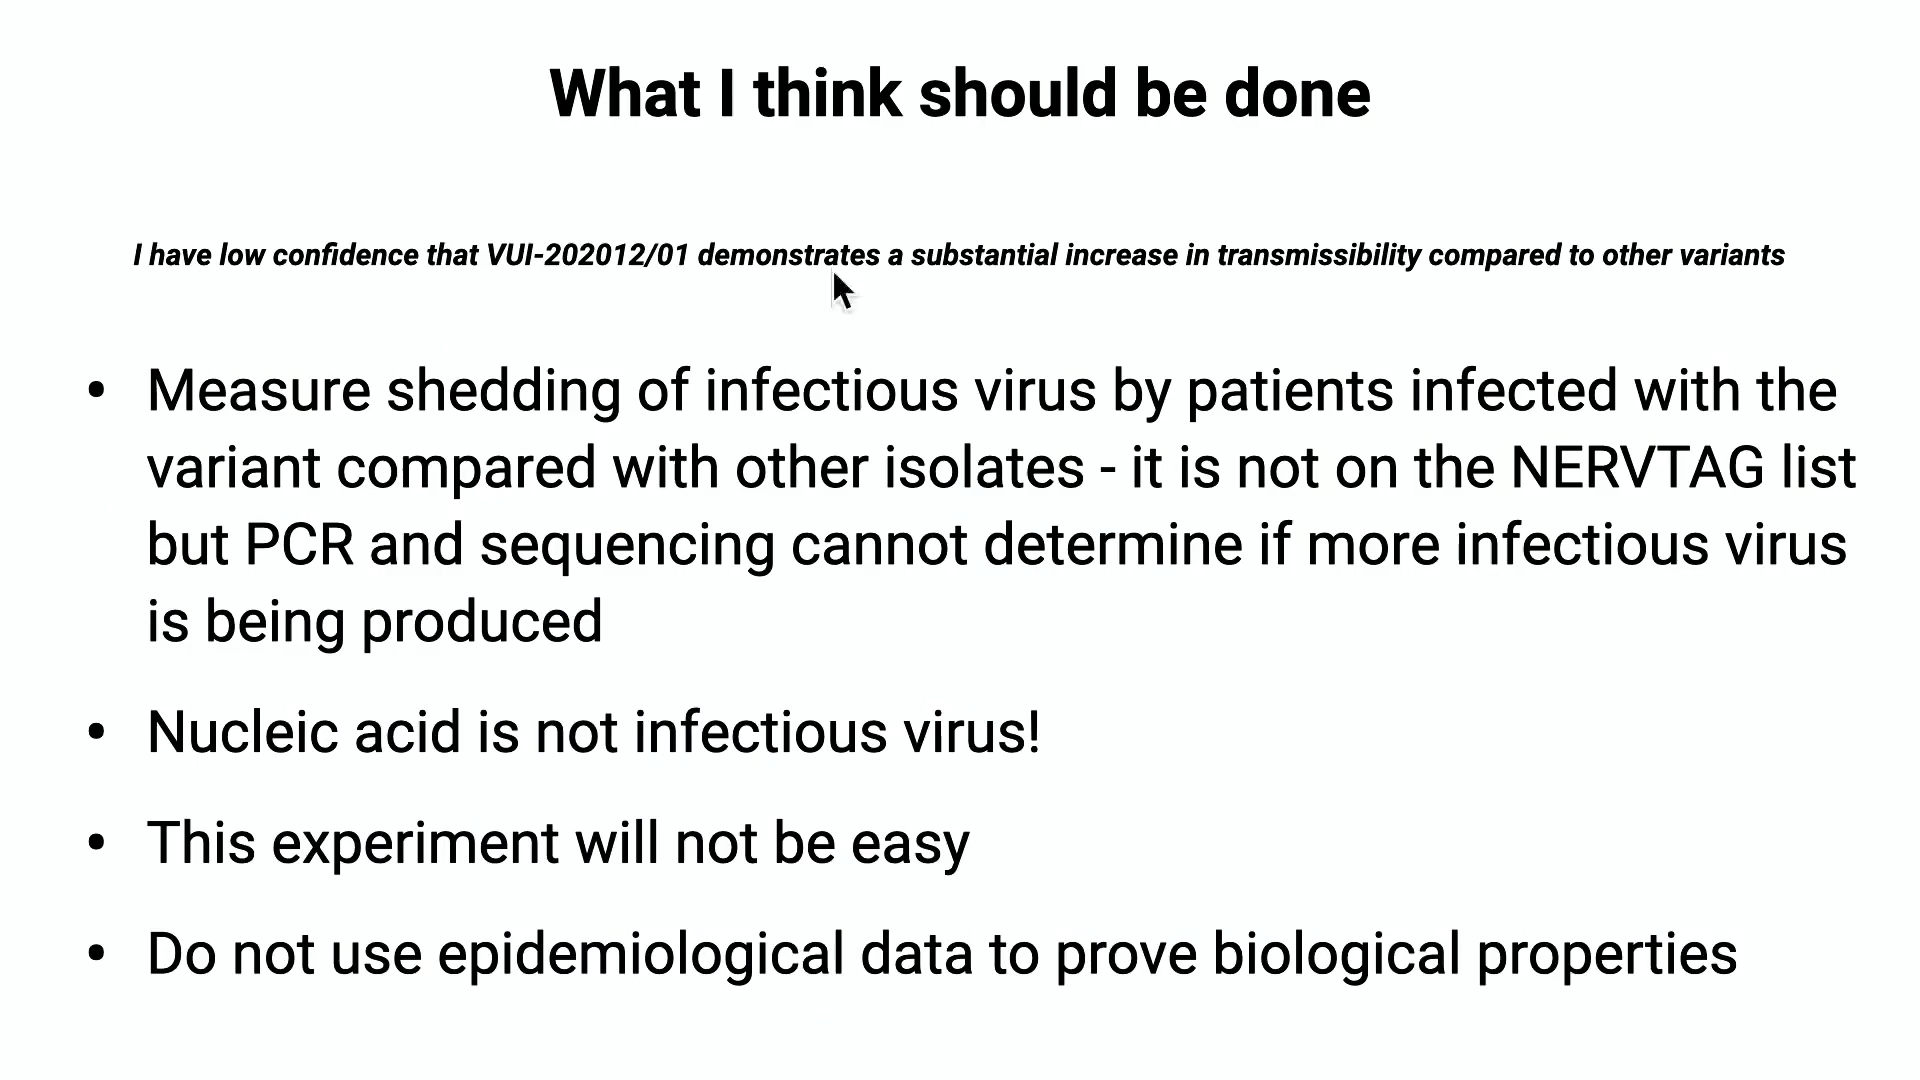 What I think should be done
I have low confidence that VUI-202012/01 demonstrates a substantial increase in transmissibility compared to other variants
• Measure shedding of infectious virus by patients infected with the
variant compared with other isolates - it is not on the NERVTAG list
but PCR and sequencing cannot determine if more infectious virus
is being produced
• Nucleic acid is not infectious virus!
• This experiment will not be easy
• Do not use epidemiological data to prove biological properties